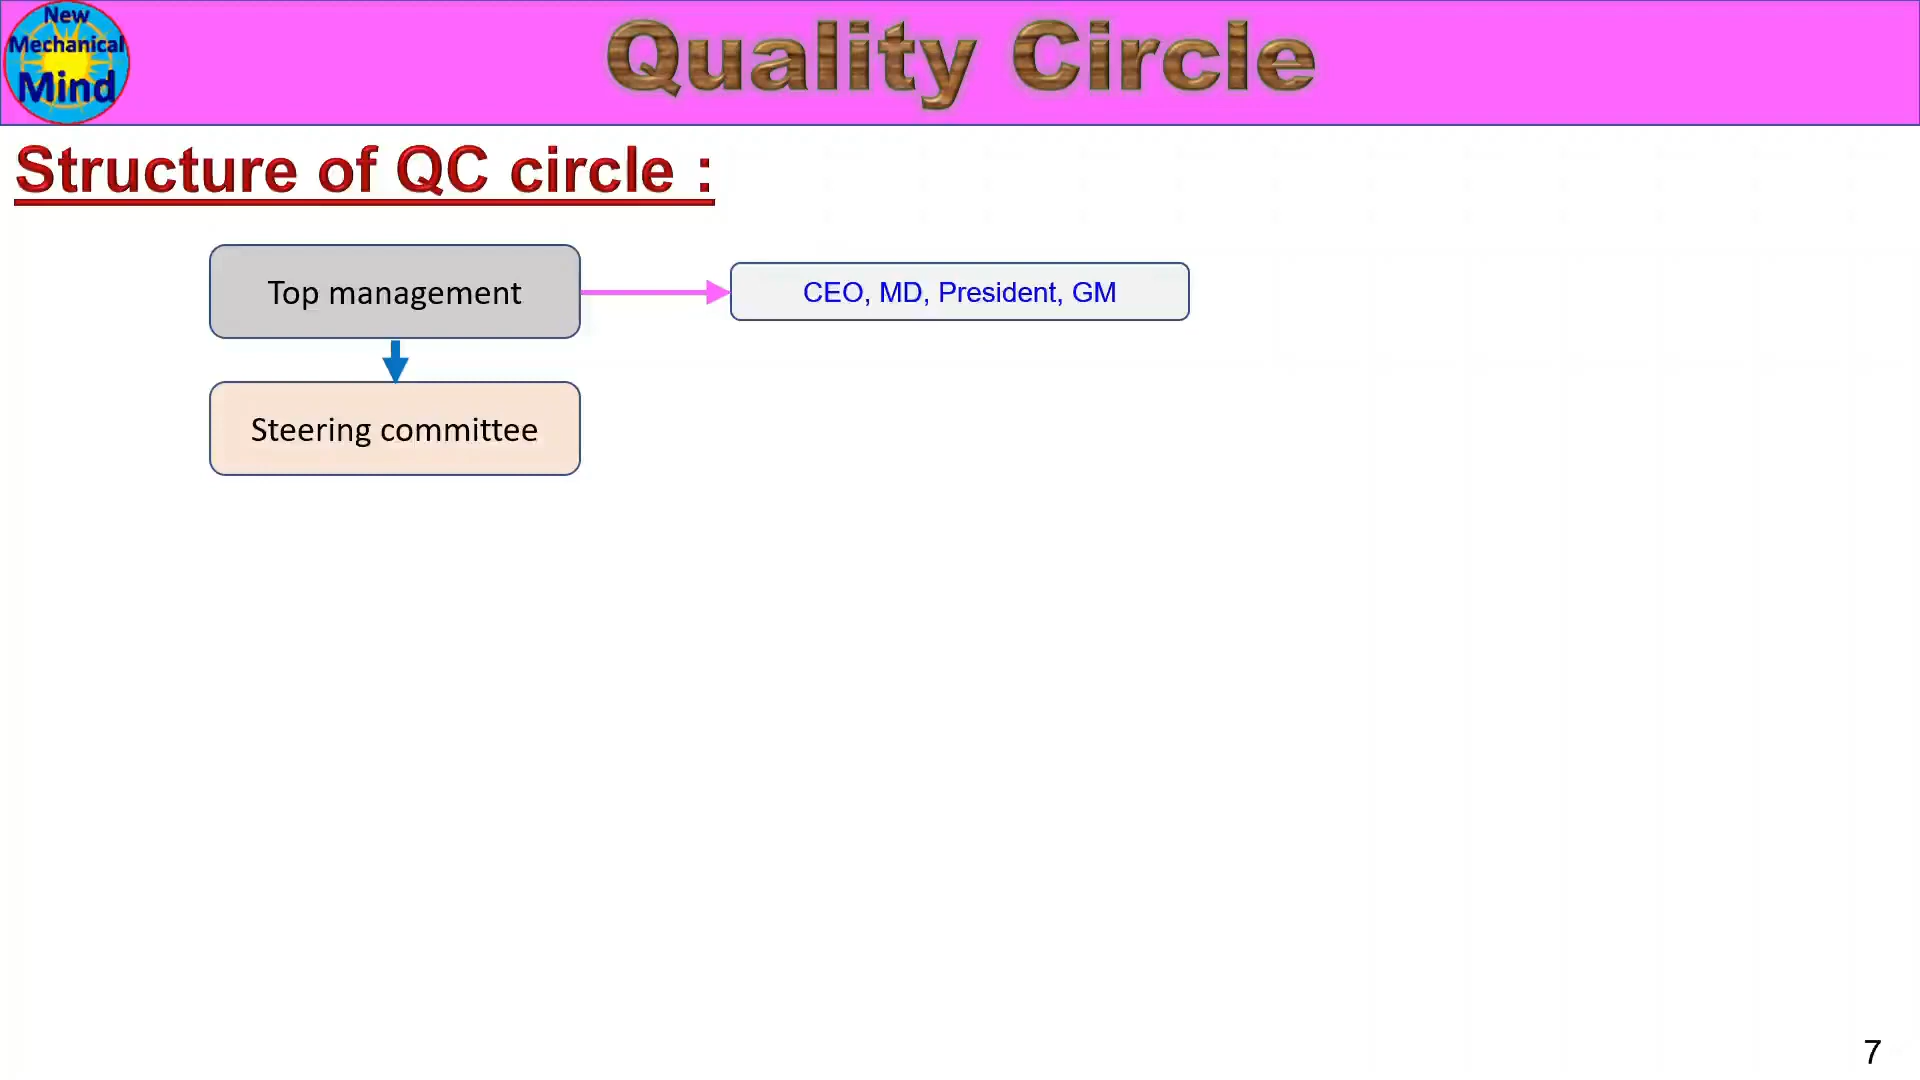 New
Mechanical
Mind
Quality Circle
Structure of QC circle :
Top management
CEO, MD, President, GM
Steering committee
7